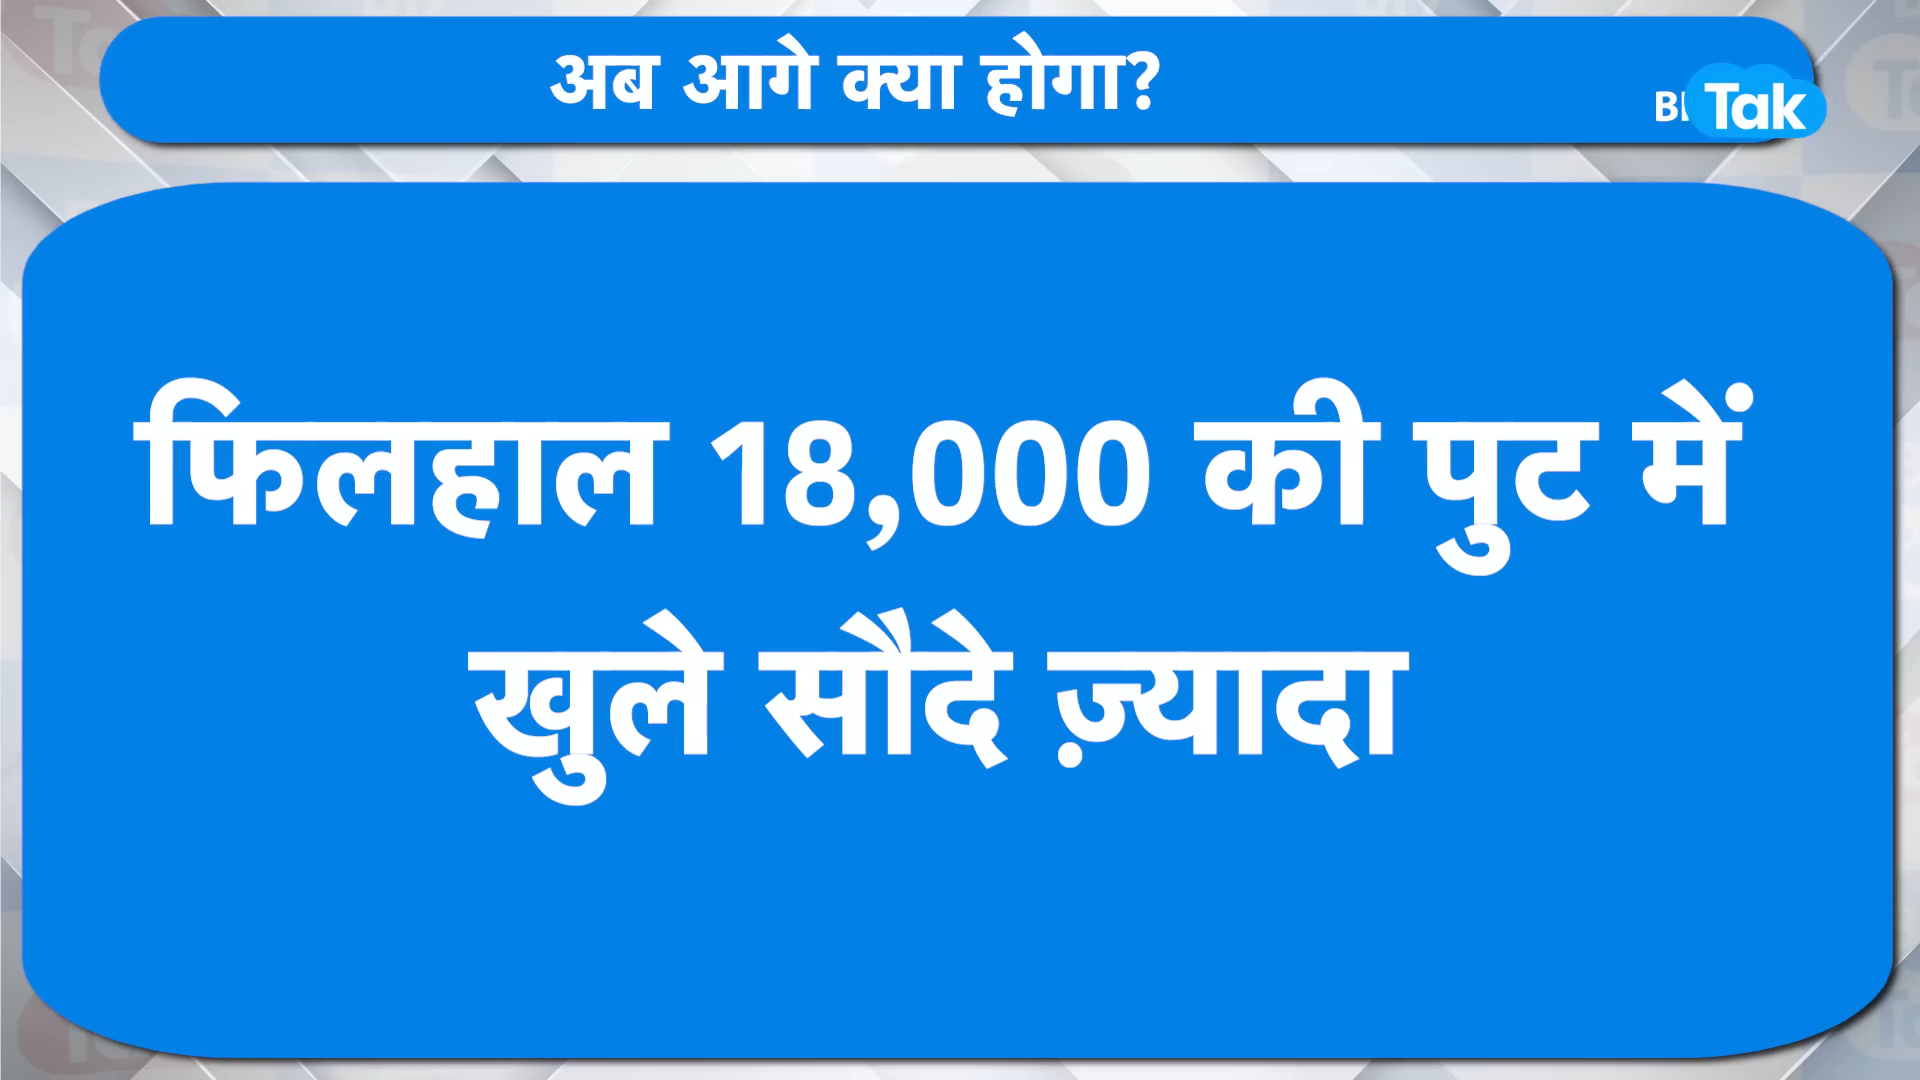 अब आगे क्या होगा?
Tak
फिलहाल 18,000 की पुट में
खुले सौदे ज़्यादा